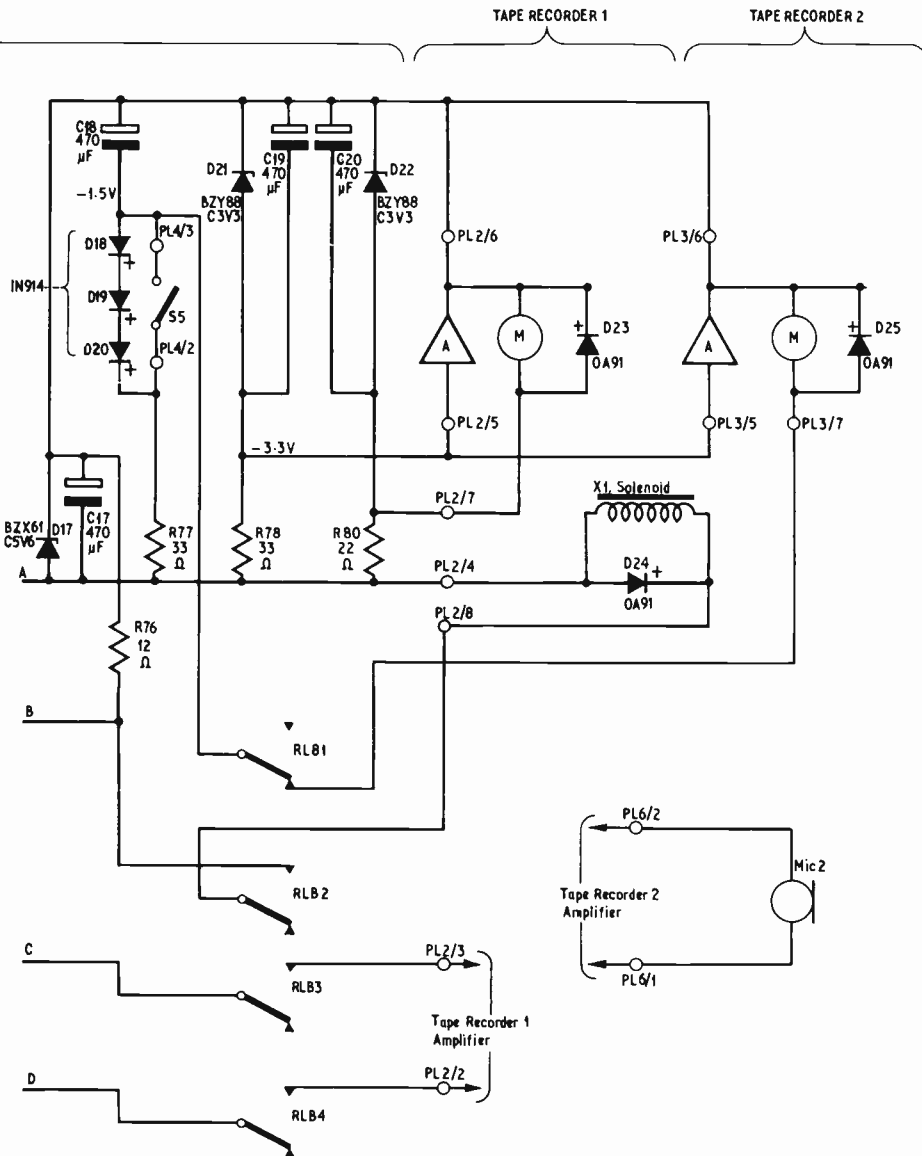 TAPE RECORDER 1
TAPE RECORDER 2
C18
470
µF
D21
BZY88
C3V3
C19
470
µF
C20
470
µF
D22
BZY88
C3V3
-1.5V
PL4/3
D18
+
IN914
D19
+
S5
D20
+
PL4/2
PL2/6
PL3/6
A
M
+
D23
OA91
A
M
+
D25
OA91
PL2/5
PL3/5
PL3/7
-3.3V
BZX61
C5V6
D17
C17
470
µF
R77
33
Ω
R78
33
Ω
R80
22
Ω
PL2/7
X1, Solenoid
A
PL2/4
D24
+
OA91
PL2/8
R76
12
Ω
B
RLB1
PL6/2
Mic2
RLB2
Tape Recorder 2
Amplifier
C
PL2/3
PL6/1
RLB3
Tape Recorder 1
Amplifier
D
PL2/2
RLB4